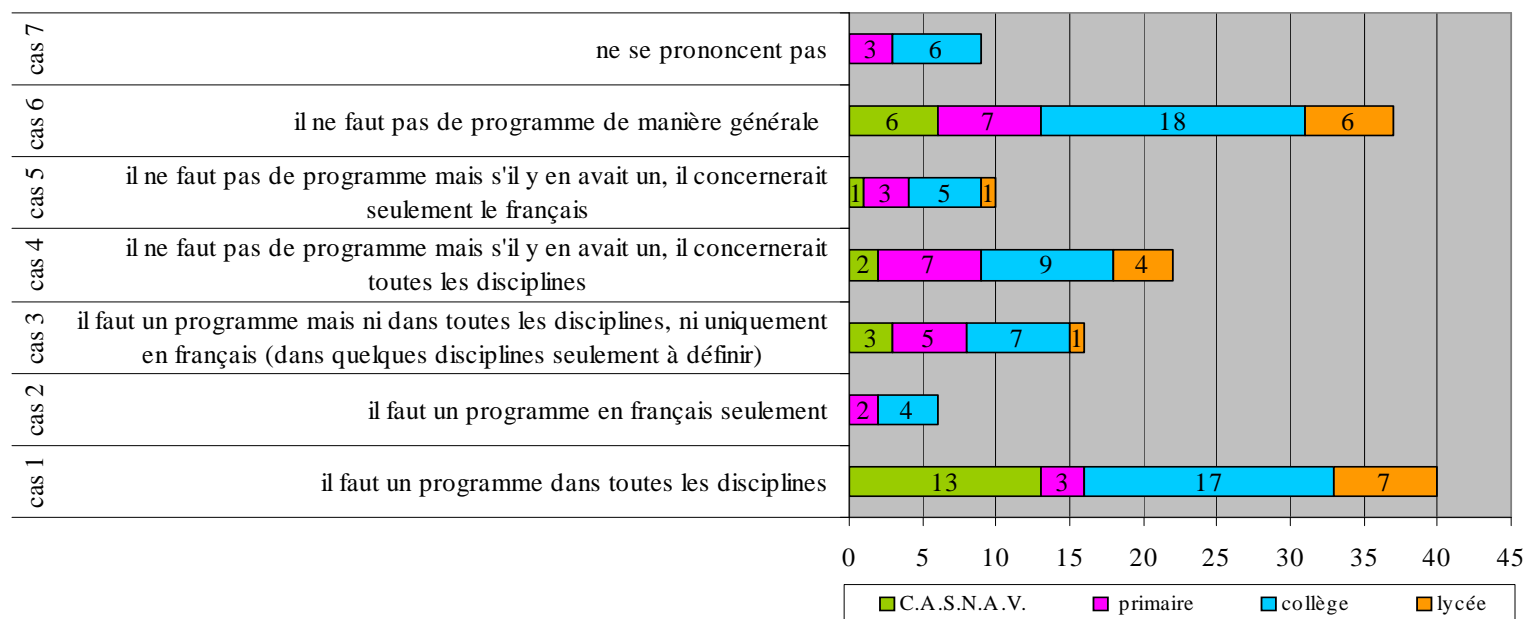 cas 7
ne se prononcent pas
3 6
cas 6
il ne faut pas de programme de manière générale
6 7 18 6
cas 5
il ne faut pas de programme mais s'il y en avait un, il concernerait
seulement le français
1 3 5 1
cas 4
il ne faut pas de programme mais s'il y en avait un, il concernerait
toutes les disciplines
2 7 9 4
cas 3
il faut un programme mais ni dans toutes les disciplines, ni uniquement
en français (dans quelques disciplines seulement à définir)
3 5 7 1
cas 2
il faut un programme en français seulement
2 4
cas 1
il faut un programme dans toutes les disciplines
13 3 17 7
0 5 10 15 20 25 30 35 40 45
C.A.S.N.A.V. primaire collège lycée